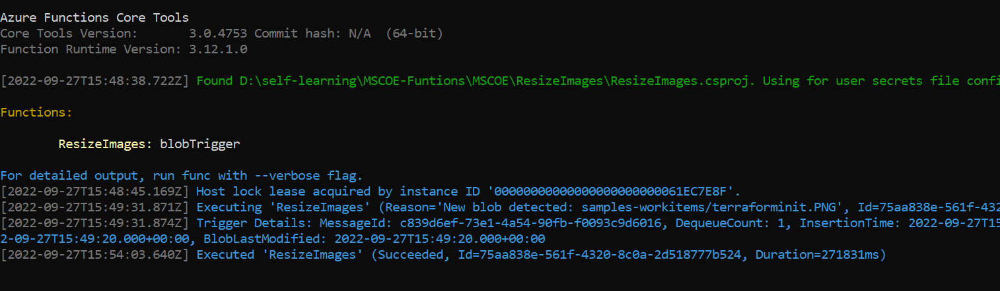 Azure Functions Core Tools
Core Tools Version: 3.0.4753 Commit hash: N/A (64-bit)
Function Runtime Version: 3.12.1.0
[2022-09-27T15:48:38.722Z] Found D:\self-learning\MSCOE-Funtions\MSCOE\ResizeImages\ResizeImages.csproj. Using for user secrets file confi
Functions:
ResizeImages: blobTrigger
For detailed output, run func with --verbose flag.
[2022-09-27T15:48:45.169Z] Host lock lease acquired by instance ID '00000000000000000000000061EC7E8F'.
[2022-09-27T15:49:31.871Z] Executing 'ResizeImages' (Reason='New blob detected: samples-workitems/terraforminit.PNG', Id=75aa838e-561f-432
[2022-09-27T15:49:31.874Z] Trigger Details: MessageId: c839d6ef-73e1-4a54-90fb-f0093c9d6016, DequeueCount: 1, InsertionTime: 2022-09-27T15
2-09-27T15:49:20.000+00:00, BlobLastModified: 2022-09-27T15:49:20.000+00:00
[2022-09-27T15:54:03.640Z] Executed 'ResizeImages' (Succeeded, Id=75aa838e-561f-4320-8c0a-2d518777b524, Duration=271831ms)